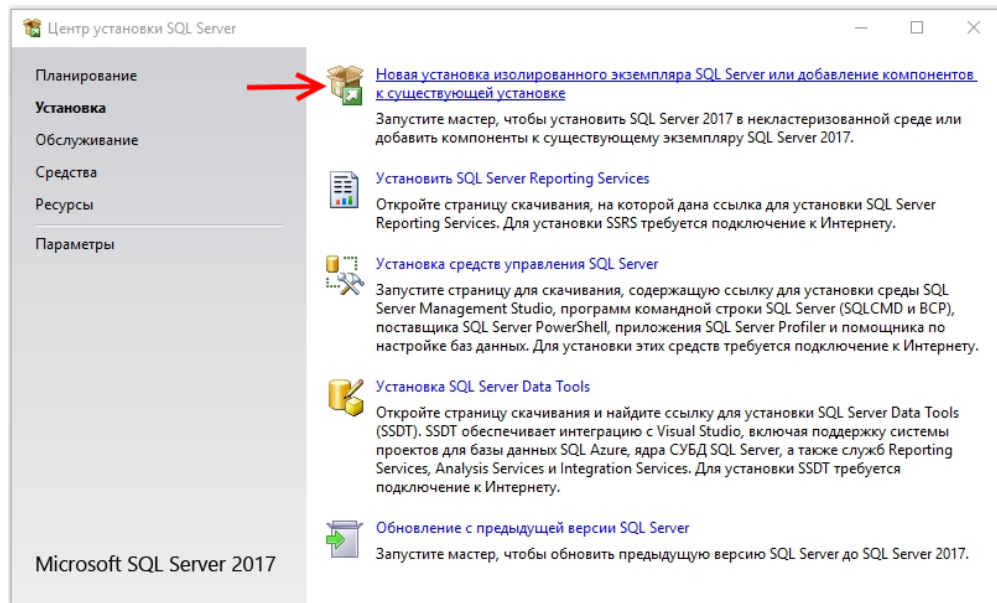 Центр установки SQL Server
Планирование
Установка
Обслуживание
Средства
Ресурсы
Параметры
Microsoft SQL Server 2017
Новая установка изолированного экземпляра SQL Server или добавление компонентов
к существующей установке
Запустите мастер, чтобы установить SQL Server 2017 в некластеризованной среде или
добавить компоненты к существующему экземпляру SQL Server 2017.
Установить SQL Server Reporting Services
Откройте страницу скачивания, на которой дана ссылка для установки SQL Server
Reporting Services. Для установки SSRS требуется подключение к Интернету.
Установка средств управления SQL Server
Запустите страницу для скачивания, содержащую ссылку для установки среды SQL
Server Management Studio, программ командной строки SQL Server (SQLCMD и BCP),
поставщика SQL Server PowerShell, приложения SQL Server Profiler и помощника по
настройке баз данных. Для установки этих средств требуется подключение к Интернету.
Установка SQL Server Data Tools
Откройте страницу скачивания и найдите ссылку для установки SQL Server Data Tools
(SSDT). SSDT обеспечивает интеграцию с Visual Studio, включая поддержку системы
проектов для базы данных SQL Azure, ядра СУБД SQL Server, а также служб Reporting
Services, Analysis Services и Integration Services. Для установки SSDT требуется
подключение к Интернету.
Обновление с предыдущей версии SQL Server
Запустите мастер, чтобы обновить предыдущую версию SQL Server до SQL Server 2017.